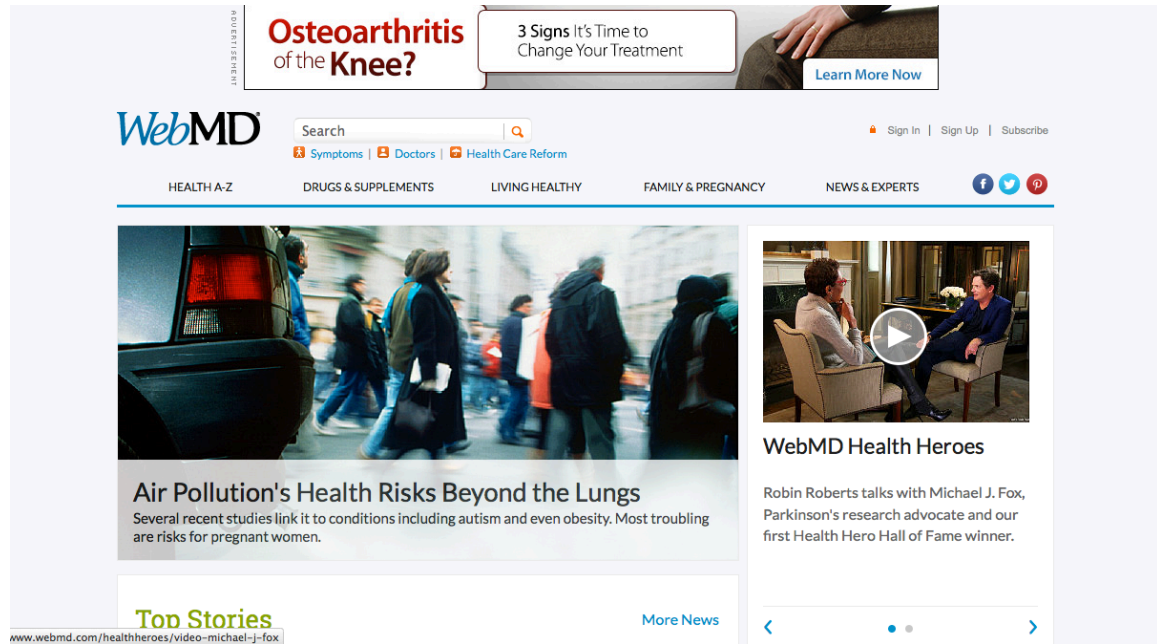 ADVERTISEMENT
Osteoarthritis
of the Knee?
3 Signs It's Time to
Change Your Treatment
Learn More Now
WebMD
Search
Symptoms | Doctors | Health Care Reform
Sign In | Sign Up | Subscribe
HEALTH A-Z DRUGS & SUPPLEMENTS LIVING HEALTHY FAMILY & PREGNANCY NEWS & EXPERTS
Air Pollution's Health Risks Beyond the Lungs
Several recent studies link it to conditions including autism and even obesity. Most troubling
are risks for pregnant women.
WebMD Health Heroes
Robin Roberts talks with Michael J. Fox,
Parkinson's research advocate and our
first Health Hero Hall of Fame winner.
Top Stories
More News
www.webmd.com/healthheroes/video-michael-j-fox